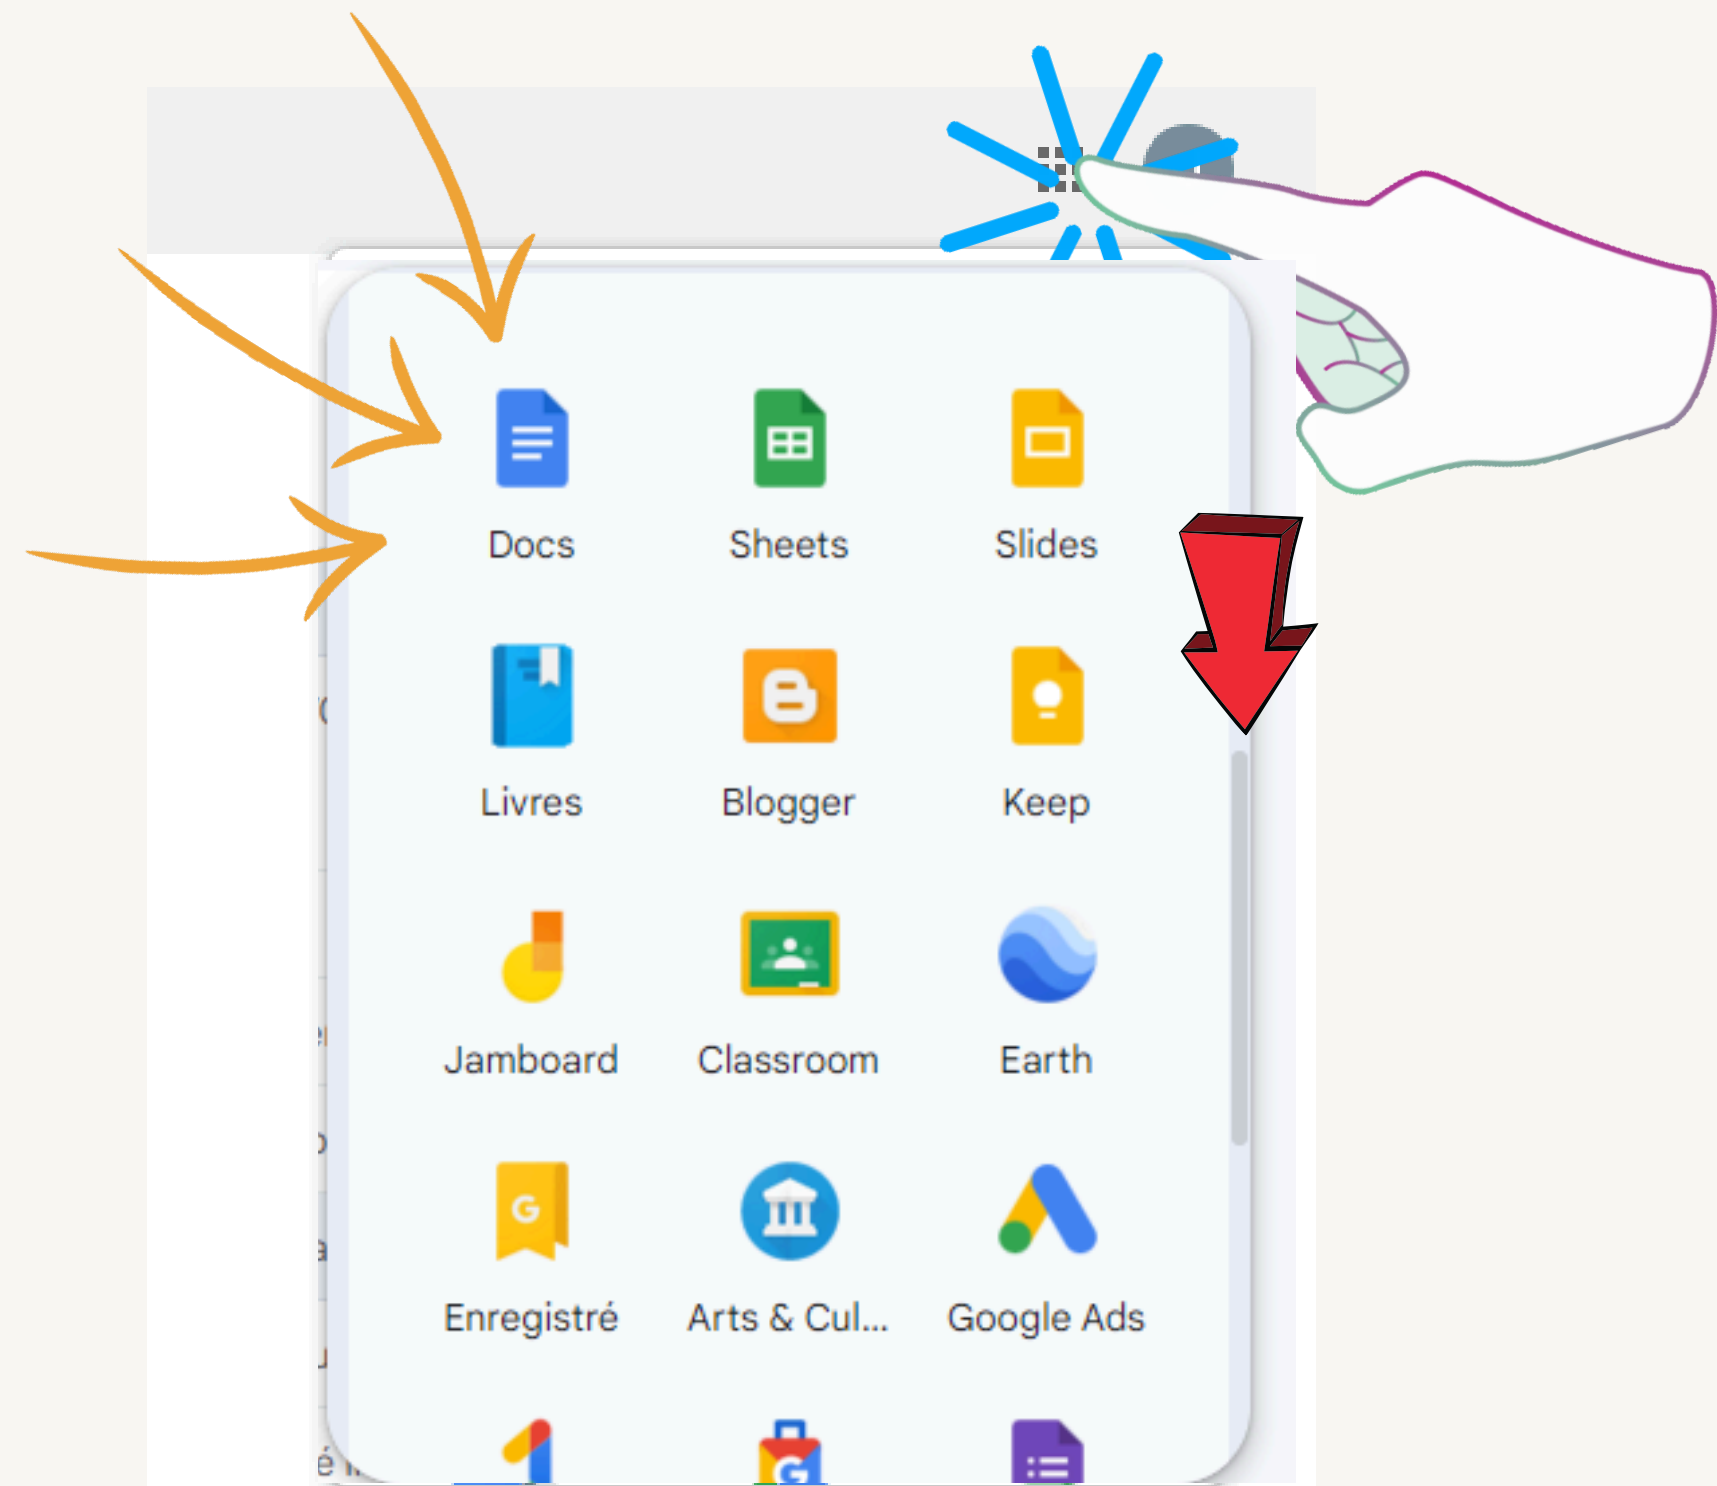 Docs Sheets Slides
Livres Blogger Keep
Jamboard Classroom Earth
Enregistré Arts & Cul... Google Ads